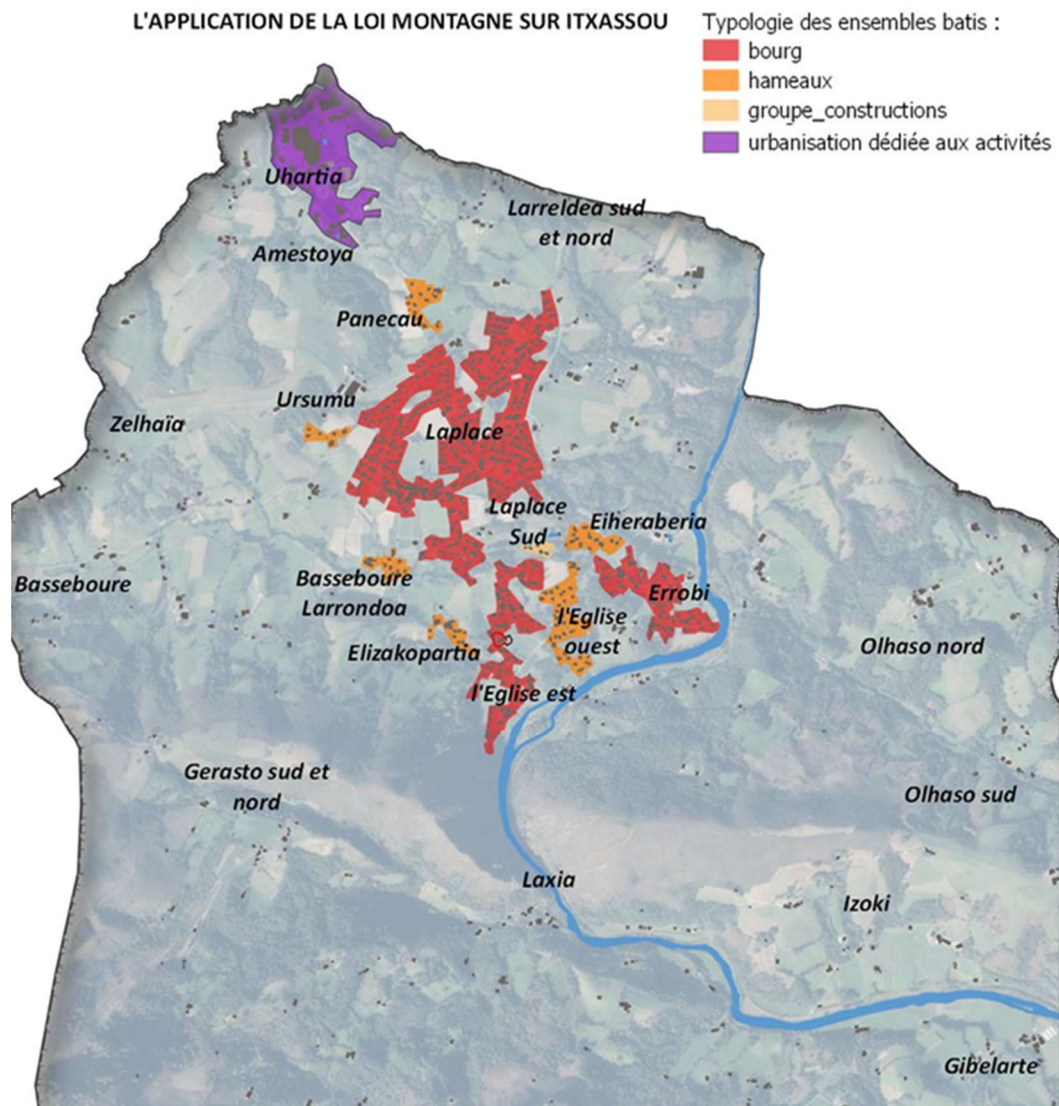 L'APPLICATION DE LA LOI MONTAGNE SUR ITXASSOU
Typologie des ensembles batis :
bourg
hameaux
groupe_constructions
urbanisation dédiée aux activités
Uhartia
Larreldea sud
et nord
Amestoya
Panecau
Ursumu
Zelhaïa
Laplace
Laplace
Sud
Eiheraberia
Basseboure
Basseboure
Larrondoa
Errobi
l'Eglise
ouest
Elizakopartia
Olhaso nord
l'Eglise est
Gerasto sud et
nord
Olhaso sud
Laxia
Izoki
Gibelarte